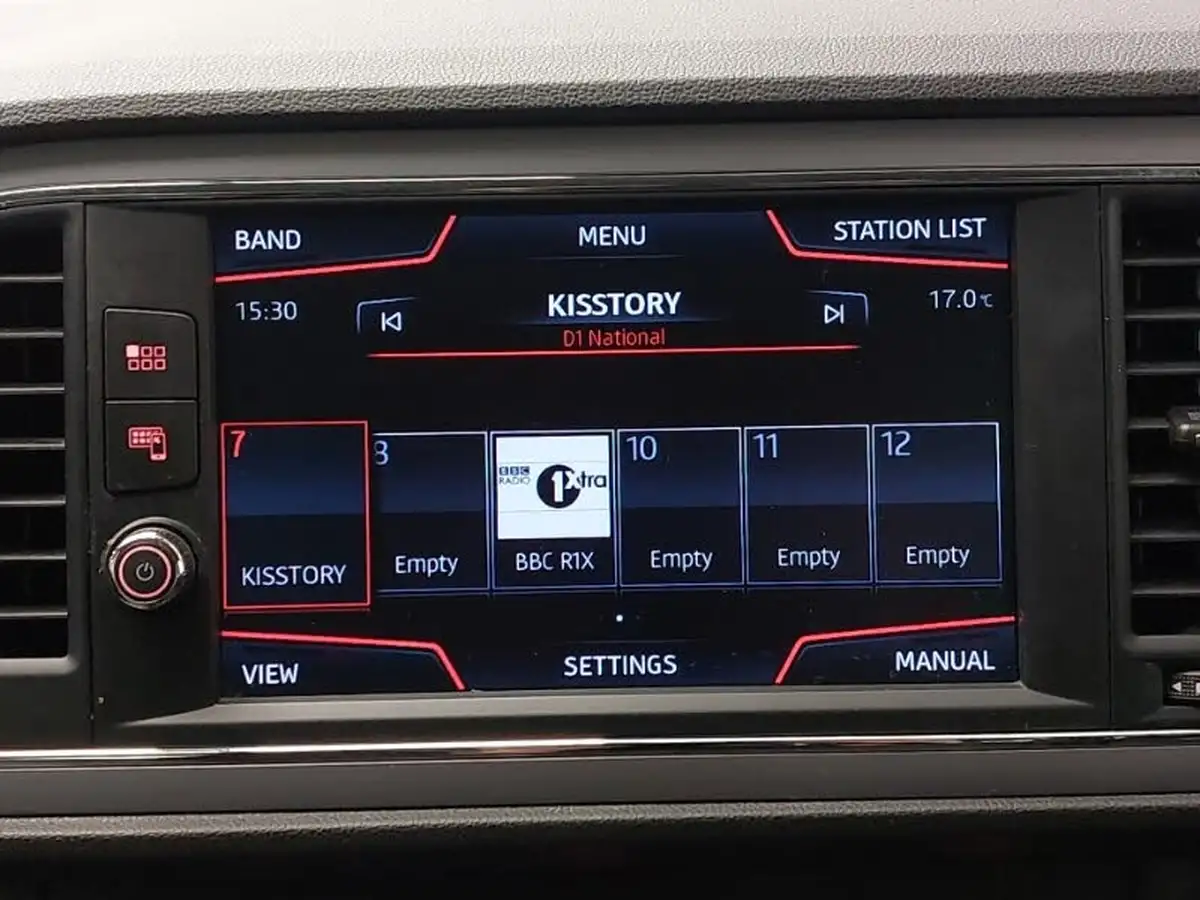 BAND
MENU
STATION LIST
15:30
KISSTORY
17.0°C
D1 National
7
8
10
11
12
BBC
RADIO
1Xtra
KISSTORY
Empty
BBC R1X
Empty
Empty
Empty
VIEW
SETTINGS
MANUAL